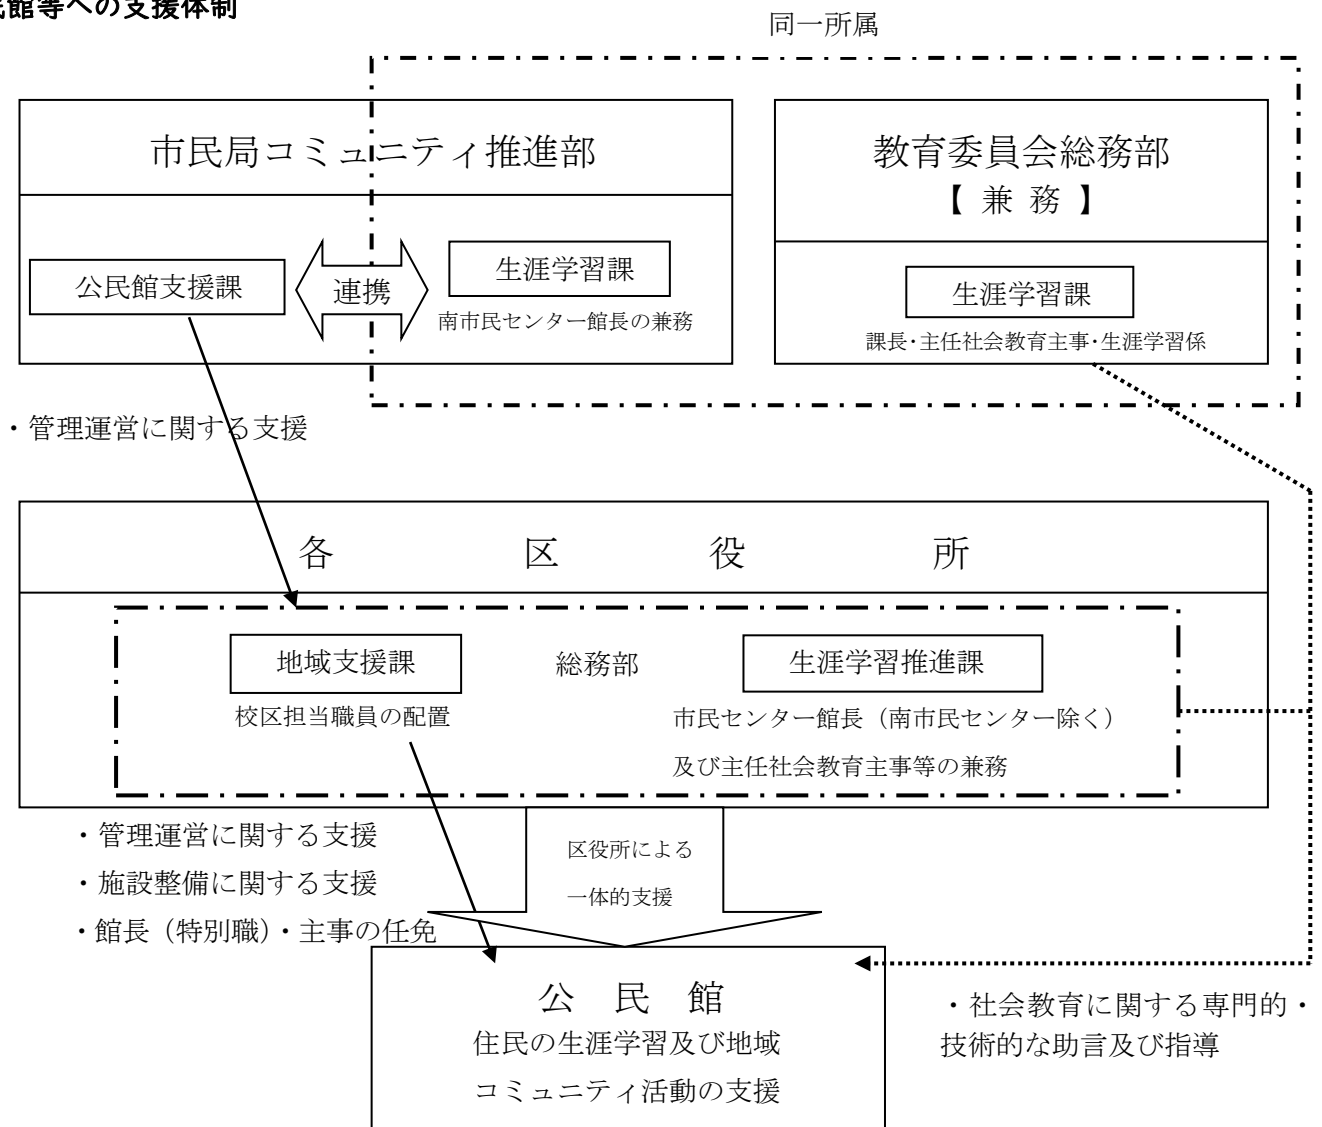 民館等への支援体制
同一所属
市民局コミュニティ推進部
教育委員会総務部
【 兼 務 】
公民館支援課
連携
生涯学習課
南市民センター館長の兼務
生涯学習課
課長・主任社会教育主事・生涯学習係
・管理運営に関する支援
各 区 役 所
地域支援課
総務部
生涯学習推進課
校区担当職員の配置
市民センター館長（南市民センター除く）
及び主任社会教育主事等の兼務
・管理運営に関する支援
・施設整備に関する支援
・館長（特別職）・主事の任免
区役所による
一体的支援
公 民 館
住民の生涯学習及び地域
コミュニティ活動の支援
・社会教育に関する専門的・
技術的な助言及び指導